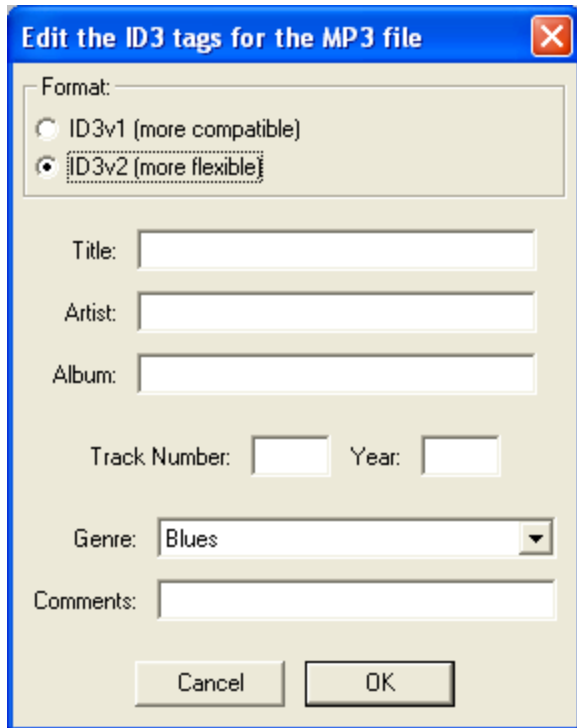 Edit the ID3 tags for the MP3 file
Format:
ID3v1 (more compatible)
ID3v2 (more flexible)
Title:
Artist:
Album:
Track Number: Year:
Genre: Blues
Comments:
Cancel OK